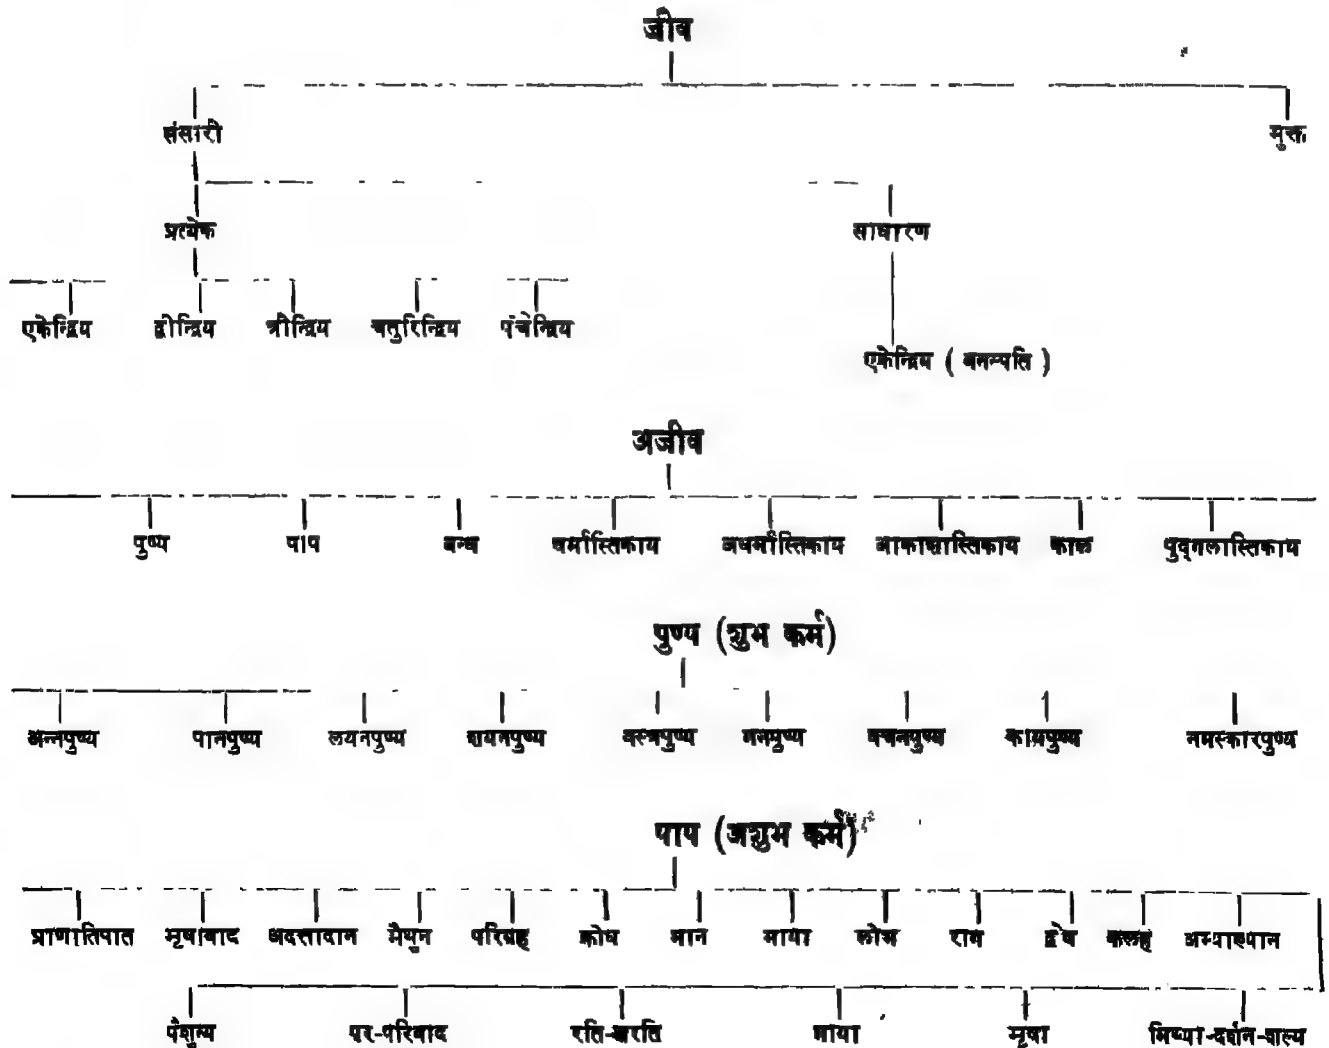 जीव
संसारी मुक्त
प्रत्येक साधारण
एकेन्द्रिय द्वीन्द्रिय त्रीन्द्रिय चतुरिन्द्रिय पंचेन्द्रिय
एकेन्द्रिय ( वनस्पति )
अजीव
पुण्य पाप बन्ध धर्मास्तिकाय अधर्मास्तिकाय आकाशास्तिकाय काल पुद्गलास्तिकाय
पुण्य (शुभ कर्म)
अन्नपुण्य पानपुण्य लयनपुण्य शयनपुण्य वस्त्रपुण्य मनपुण्य वचनपुण्य कायपुण्य नमस्कारपुण्य
पाप (अशुभ कर्म)
प्राणातिपात मृषावाद अदत्तादान मैथुन परिग्रह क्रोध मान माया लोभ राग द्वेष कलह अभ्याख्यान
पैशुन्य पर-परिवाद रति-अरति माया मृषा मिथ्या-दर्शन-शल्य